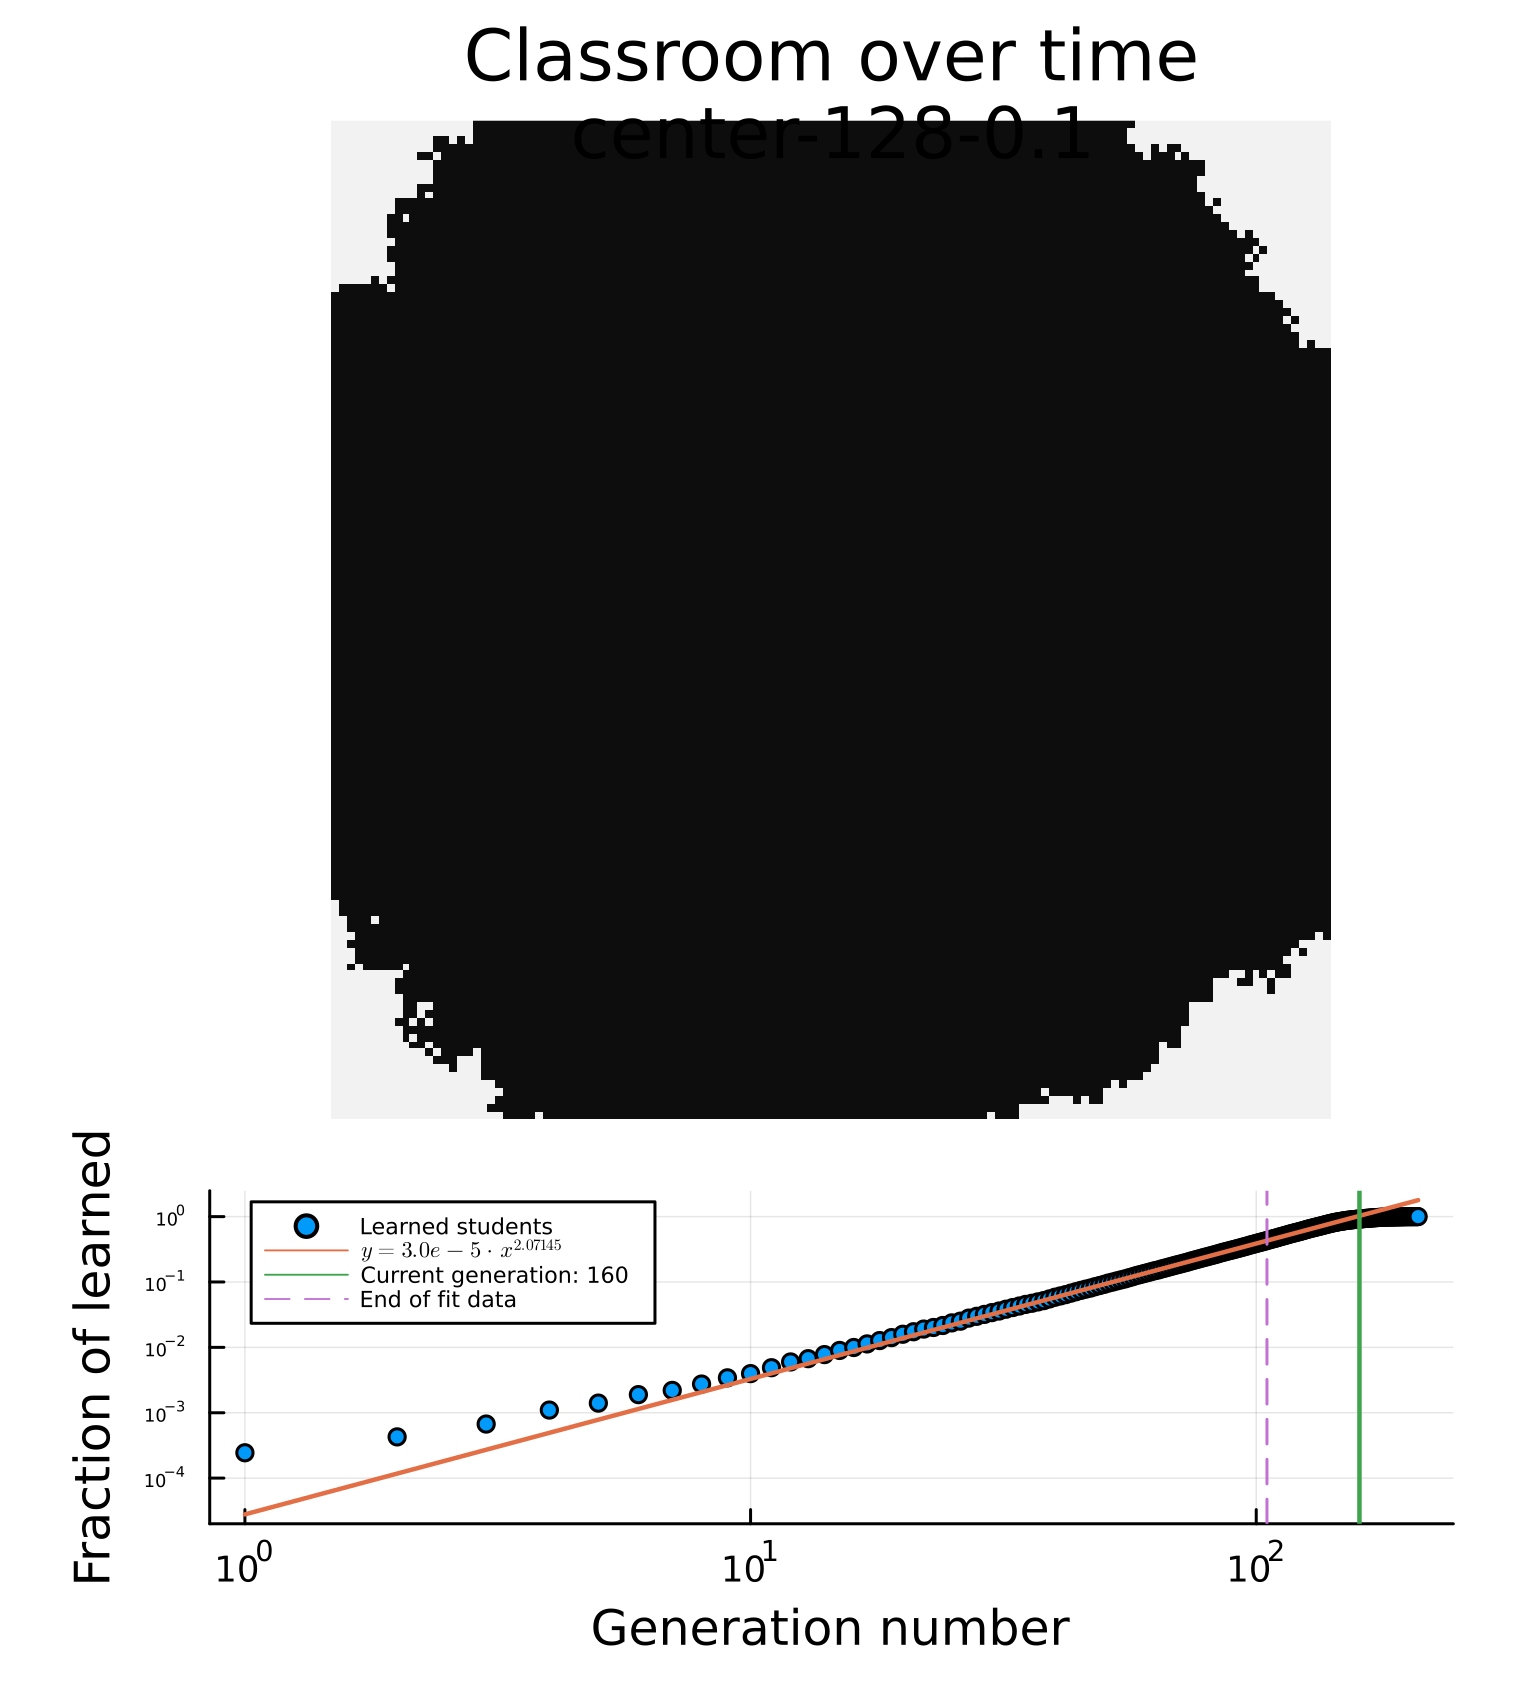 Classroom over time
center-128-0.1
Fraction of learned
10^0
10^-1
10^-2
10^-3
10^-4
Learned students
y = 3.0e − 5 · x^2.07145
Current generation: 160
End of fit data
10^0 10^1 10^2
Generation number